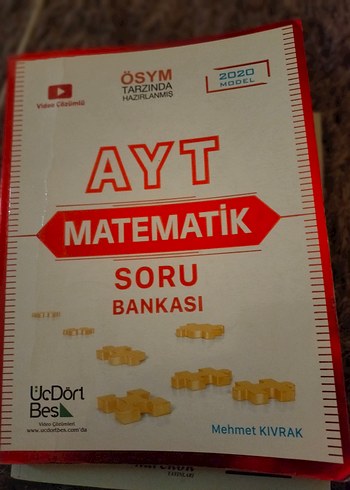 Video Çözümlü
ÖSYM
TARZINDA
HAZIRLANMIŞ
2020
MODEL
AYT
MATEMATİK
SORU
BANKASI
ÜçDört
Beş
Video Çözümleri
www.ucdortbes.com'da
Mehmet KIVRAK